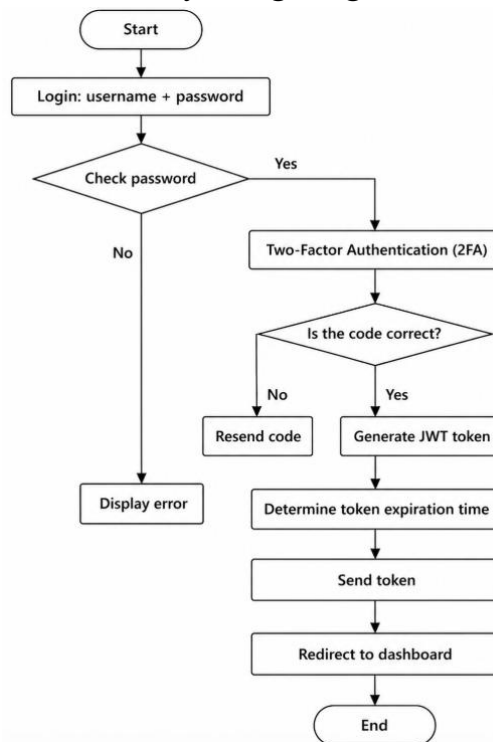 Start
Login: username + password
Check password
Yes
No
Two-Factor Authentication (2FA)
Is the code correct?
No
Yes
Resend code
Generate JWT token
Display error
Determine token expiration time
Send token
Redirect to dashboard
End